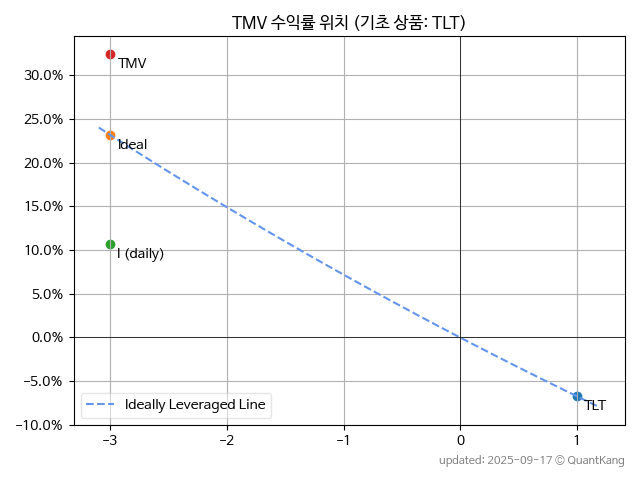 TMV 수익률 위치 (기초 상품: TLT)
30.0%
25.0%
20.0%
15.0%
10.0%
5.0%
0.0%
−5.0%
−10.0%
TMV
Ideal
I (daily)
TLT
Ideally Leveraged Line
−3
−2
−1
0
1
updated: 2025-09-17 © QuantKang